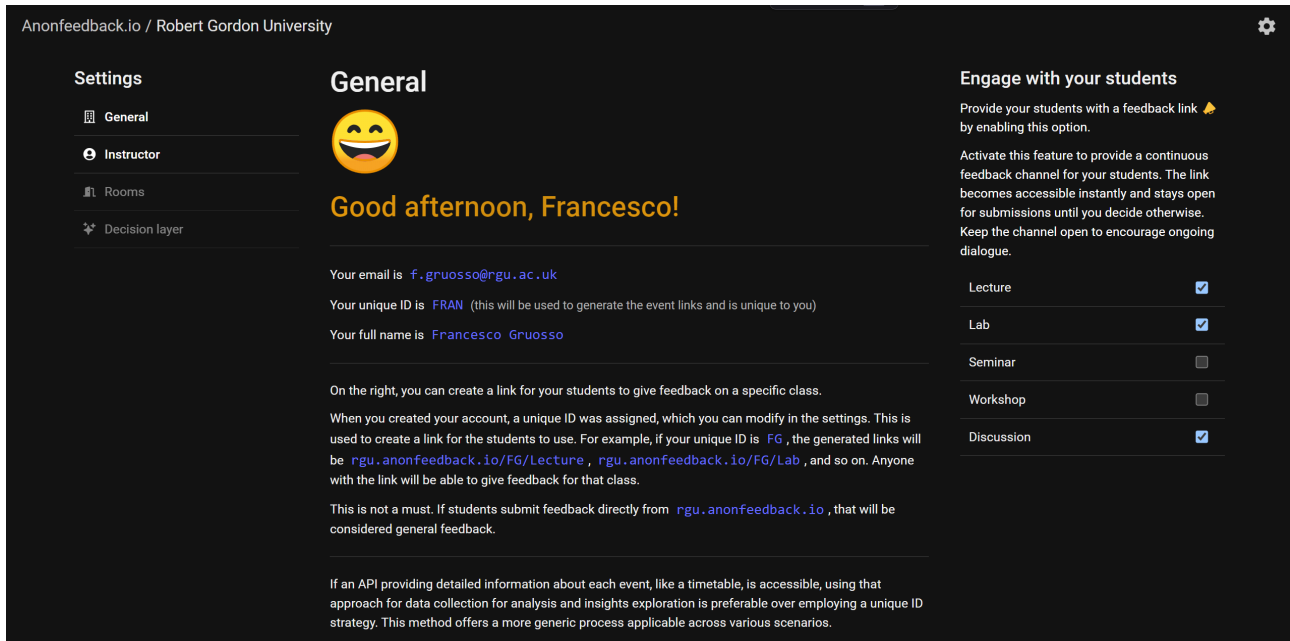 Anonfeedback.io / Robert Gordon University
Settings
General
Instructor
Rooms
Decision layer
General
Good afternoon, Francesco!
Your email is f.gruosso@rgu.ac.uk
Your unique ID is FRAN (this will be used to generate the event links and is unique to you)
Your full name is Francesco Gruosso
On the right, you can create a link for your students to give feedback on a specific class.
When you created your account, a unique ID was assigned, which you can modify in the settings. This is
used to create a link for the students to use. For example, if your unique ID is FG , the generated links will
be rgu.anonfeedback.io/FG/Lecture , rgu.anonfeedback.io/FG/Lab , and so on. Anyone
with the link will be able to give feedback for that class.
This is not a must. If students submit feedback directly from rgu.anonfeedback.io , that will be
considered general feedback.
If an API providing detailed information about each event, like a timetable, is accessible, using that
approach for data collection for analysis and insights exploration is preferable over employing a unique ID
strategy. This method offers a more generic process applicable across various scenarios.
Engage with your students
Provide your students with a feedback link
by enabling this option.
Activate this feature to provide a continuous
feedback channel for your students. The link
becomes accessible instantly and stays open
for submissions until you decide otherwise.
Keep the channel open to encourage ongoing
dialogue.
Lecture
Lab
Seminar
Workshop
Discussion